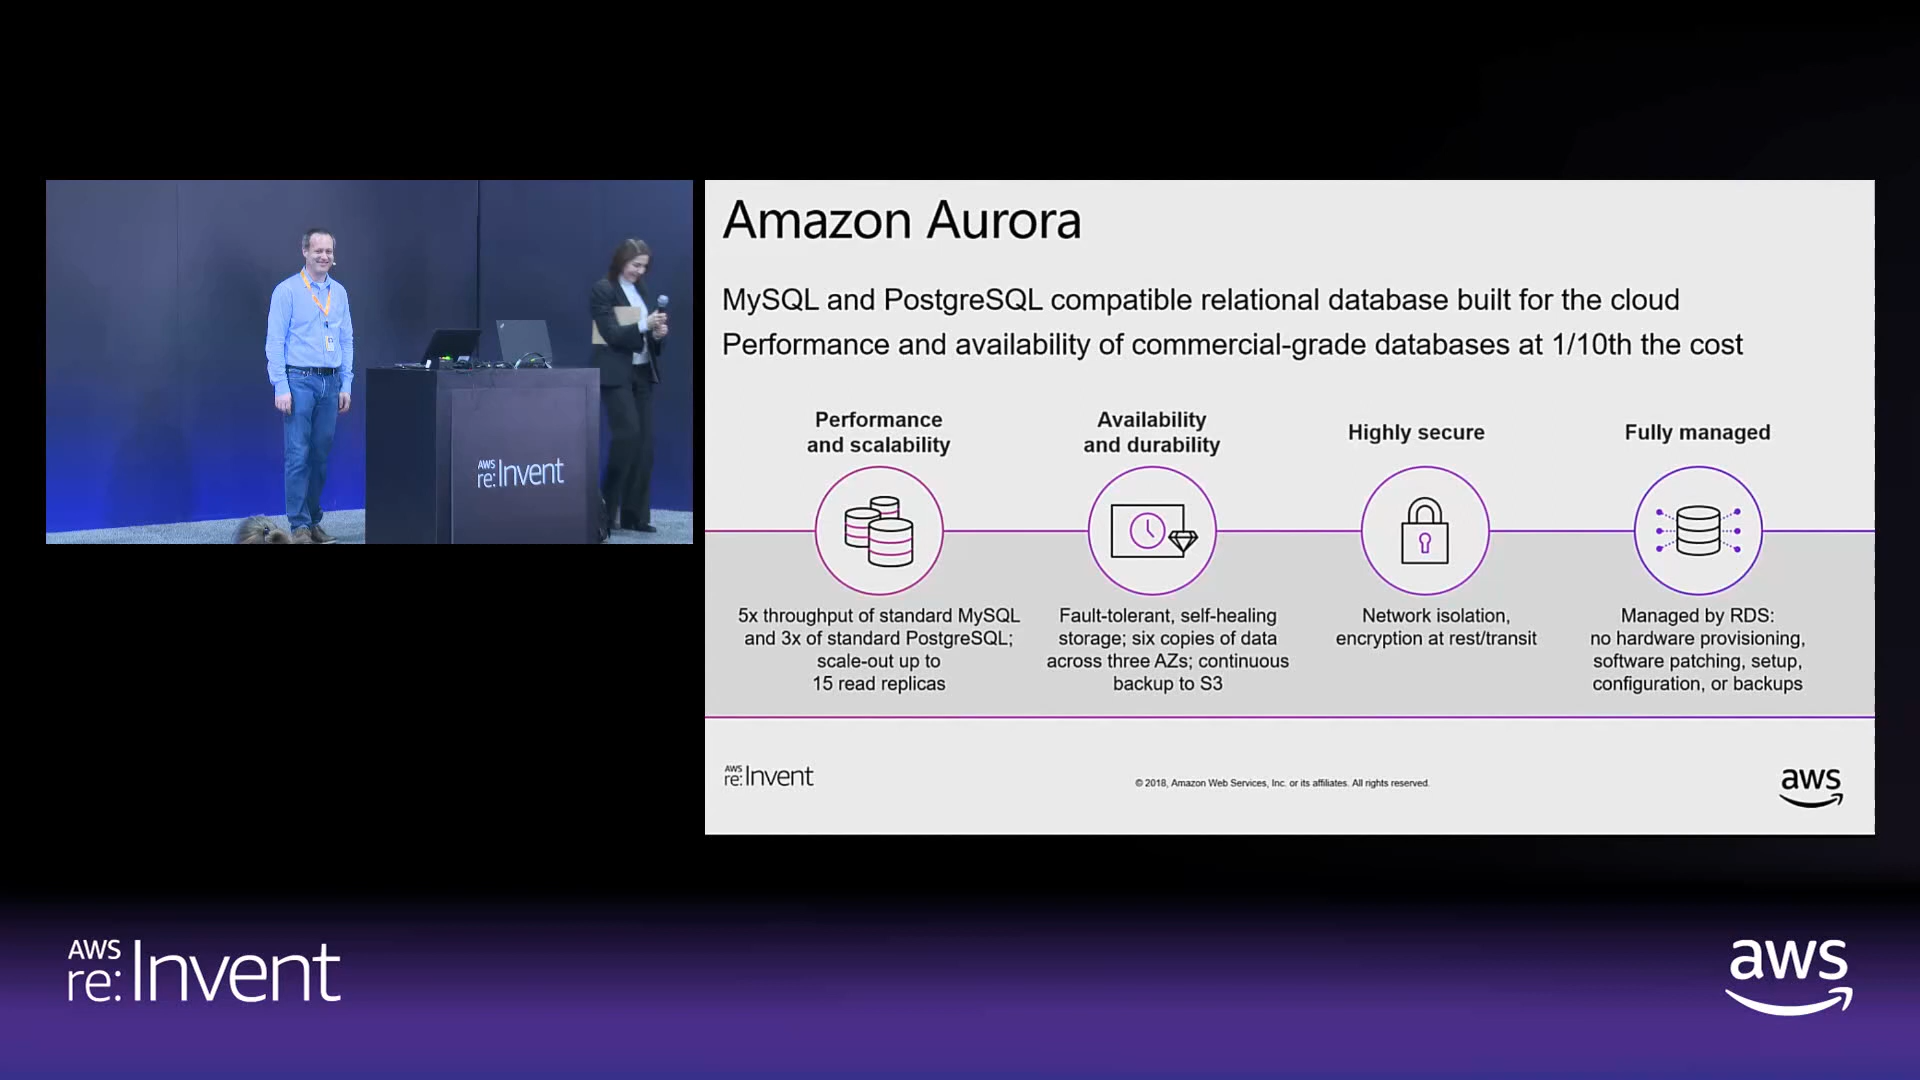 AWS
re:Invent
Amazon Aurora
MySQL and PostgreSQL compatible relational database built for the cloud
Performance and availability of commercial-grade databases at 1/10th the cost
Performance
and scalability
5x throughput of standard MySQL
and 3x of standard PostgreSQL;
scale-out up to
15 read replicas
Availability
and durability
Fault-tolerant, self-healing
storage; six copies of data
across three AZs; continuous
backup to S3
Highly secure
Network isolation,
encryption at rest/transit
Fully managed
Managed by RDS:
no hardware provisioning,
software patching, setup,
configuration, or backups
AWS
re:Invent
© 2018, Amazon Web Services, Inc. or its affiliates. All rights reserved.
aws
AWS
re:Invent
aws